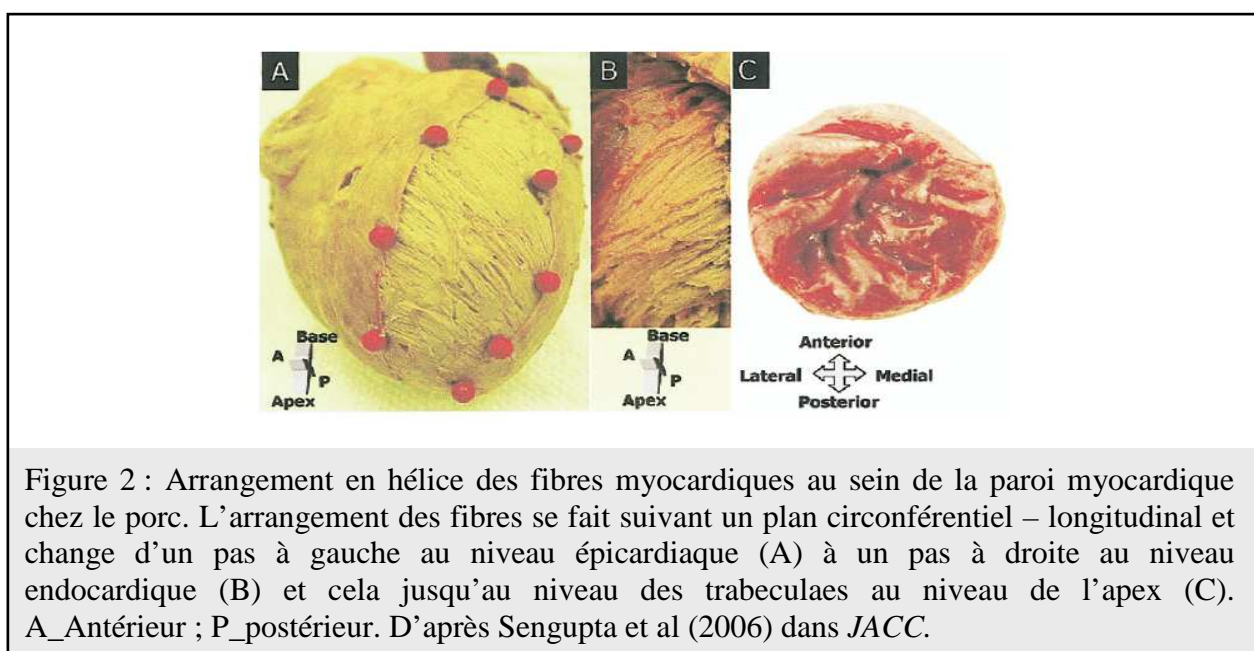 A
B
C
Base
A
P
Apex
Base
A
P
Apex
Anterior
Lateral
Medial
Posterior
Figure 2 : Arrangement en hélice des fibres myocardiques au sein de la paroi myocardique
chez le porc. L’arrangement des fibres se fait suivant un plan circonférentiel – longitudinal et
change d’un pas à gauche au niveau épicardiaque (A) à un pas à droite au niveau
endocardique (B) et cela jusqu’au niveau des trabeculaes au niveau de l’apex (C).
A_Antérieur ; P_postérieur. D’après Sengupta et al (2006) dans JACC.